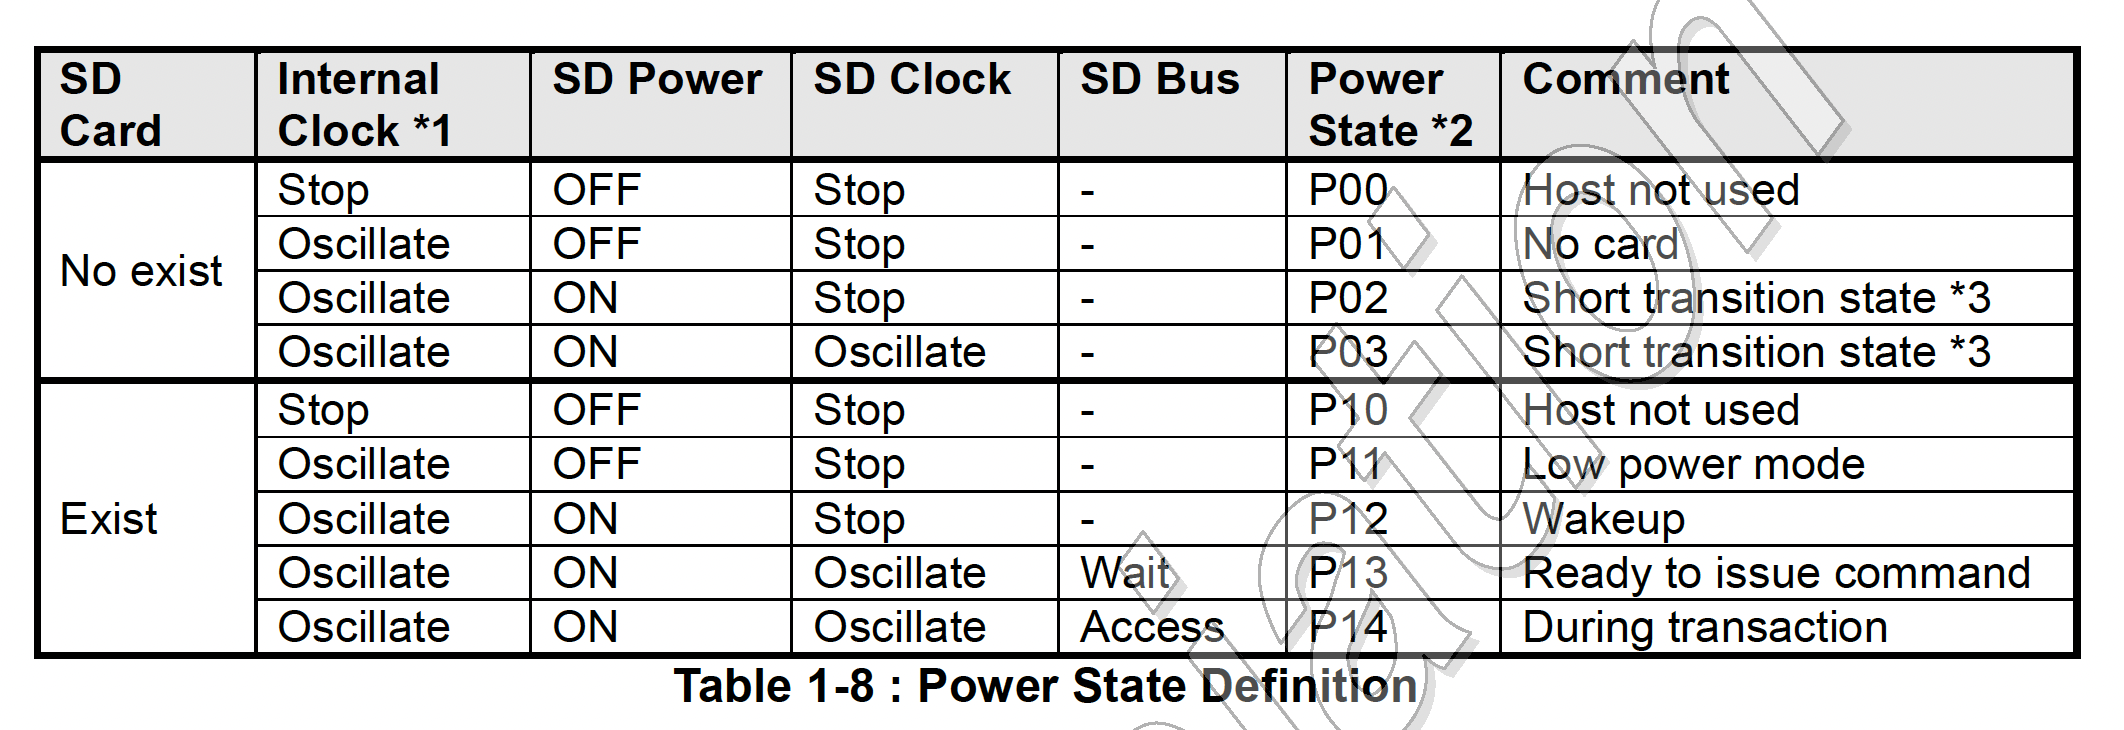 SD Card Internal Clock *1 SD Power SD Clock SD Bus Power State *2 Comment
No exist Stop OFF Stop - P00 Host not used
Oscillate OFF Stop - P01 No card
Oscillate ON Stop - P02 Short transition state *3
Oscillate ON Oscillate - P03 Short transition state *3
Exist Stop OFF Stop - P10 Host not used
Oscillate OFF Stop - P11 Low power mode
Oscillate ON Stop - P12 Wakeup
Oscillate ON Oscillate Wait P13 Ready to issue command
Oscillate ON Oscillate Access P14 During transaction
Table 1-8 : Power State Definition